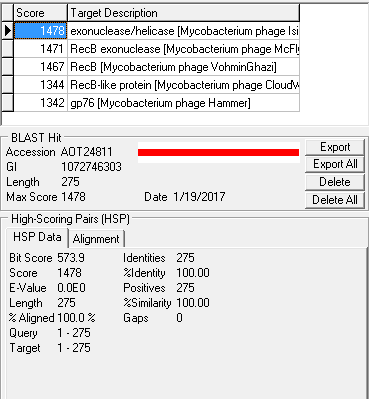 Score Target Description
1478 exonuclease/helicase [Mycobacterium phage Isi
1471 RecB exonuclease [Mycobacterium phage McFly
1467 RecB [Mycobacterium phage VohminGhazi]
1344 RecB-like protein [Mycobacterium phage CloudW
1342 gp76 [Mycobacterium phage Hammer]
BLAST Hit
Accession AOT24811 Export
GI 1072746303 Export All
Length 275 Delete
Max Score 1478 Date 1/19/2017 Delete All
High-Scoring Pairs (HSP)
HSP Data Alignment
Bit Score 573.9 Identities 275
Score 1478 %Identity 100.00
E-Value 0.0E0 Positives 275
Length 275 %Similarity 100.00
% Aligned 100.0 % Gaps 0
Query 1 - 275
Target 1 - 275